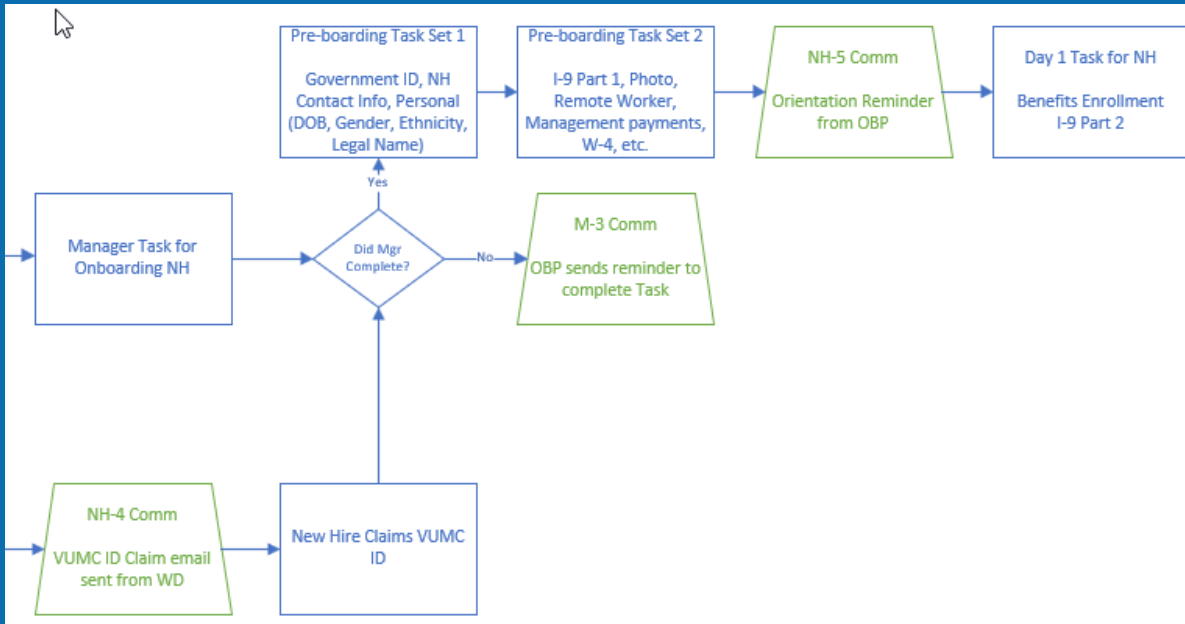 Pre-boarding Task Set 1
Government ID, NH
Contact Info, Personal
(DOB, Gender, Ethnicity,
Legal Name)
Pre-boarding Task Set 2
I-9 Part 1, Photo,
Remote Worker,
Management payments,
W-4, etc.
NH-5 Comm
Orientation Reminder
from OBP
Day 1 Task for NH
Benefits Enrollment
I-9 Part 2
Yes
Manager Task for
Onboarding NH
Did Mgr
Complete?
No
M-3 Comm
OBP sends reminder to
complete Task
NH-4 Comm
VUMC ID Claim email
sent from WD
New Hire Claims VUMC
ID